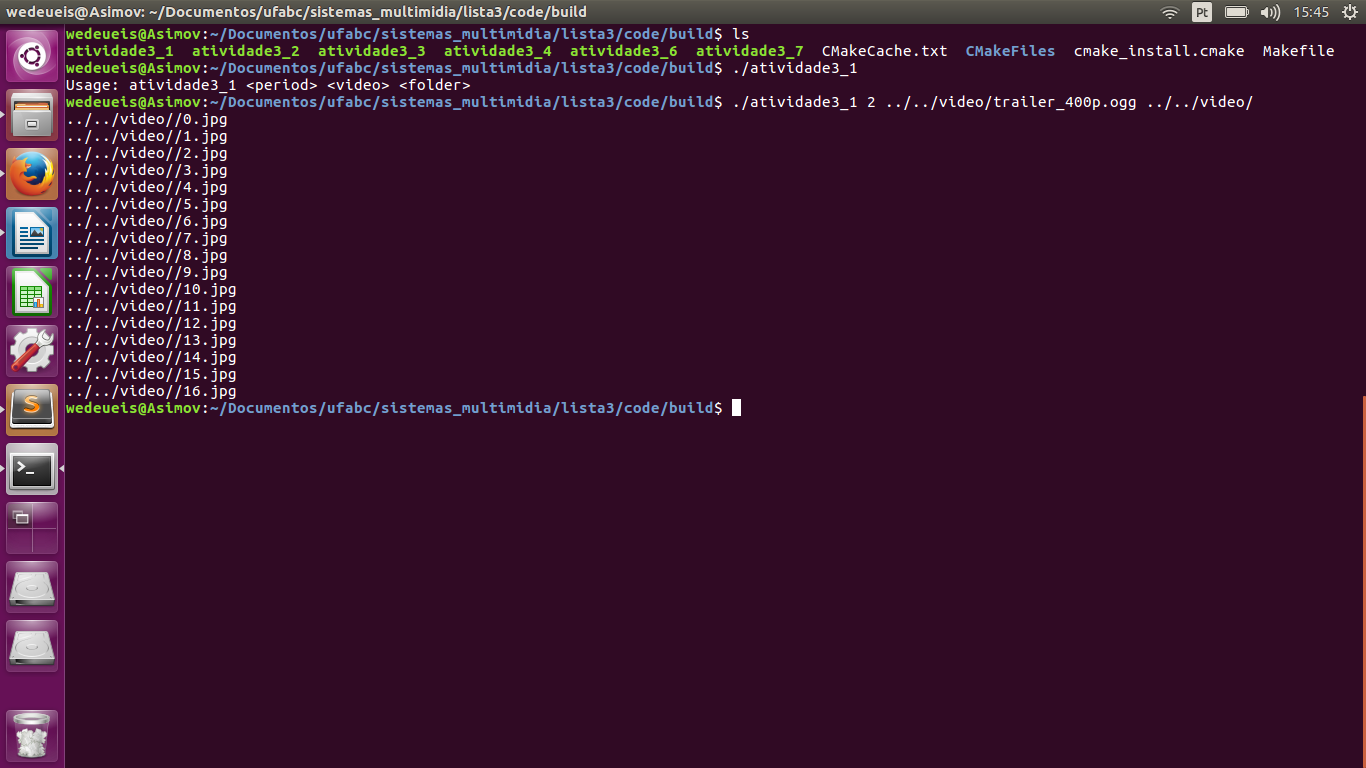 wedeueis@Asimov: ~/Documentos/ufabc/sistemas_multimidia/lista3/code/build Pt 15:45
wedeueis@Asimov:~/Documentos/ufabc/sistemas_multimidia/lista3/code/build$ ls
atividade3_1 atividade3_2 atividade3_3 atividade3_4 atividade3_6 atividade3_7 CMakeCache.txt CMakeFiles cmake_install.cmake Makefile
wedeueis@Asimov:~/Documentos/ufabc/sistemas_multimidia/lista3/code/build$ ./atividade3_1
Usage: atividade3_1 <period> <video> <folder>
wedeueis@Asimov:~/Documentos/ufabc/sistemas_multimidia/lista3/code/build$ ./atividade3_1 2 ../../video/trailer_400p.ogg ../../video/
../../video//0.jpg
../../video//1.jpg
../../video//2.jpg
../../video//3.jpg
../../video//4.jpg
../../video//5.jpg
../../video//6.jpg
../../video//7.jpg
../../video//8.jpg
../../video//9.jpg
../../video//10.jpg
../../video//11.jpg
../../video//12.jpg
../../video//13.jpg
../../video//14.jpg
../../video//15.jpg
../../video//16.jpg
wedeueis@Asimov:~/Documentos/ufabc/sistemas_multimidia/lista3/code/build$